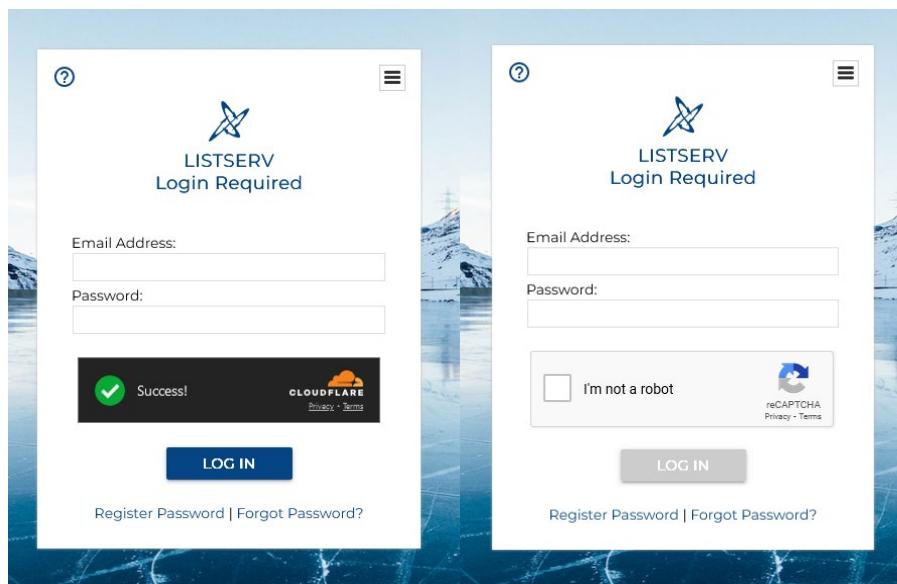 LISTSERV
Login Required
Email Address:
Password:
Success!
CLOUDFLARE
Privacy • Terms
LOG IN
Register Password | Forgot Password?
LISTSERV
Login Required
Email Address:
Password:
I'm not a robot
reCAPTCHA
Privacy - Terms
LOG IN
Register Password | Forgot Password?